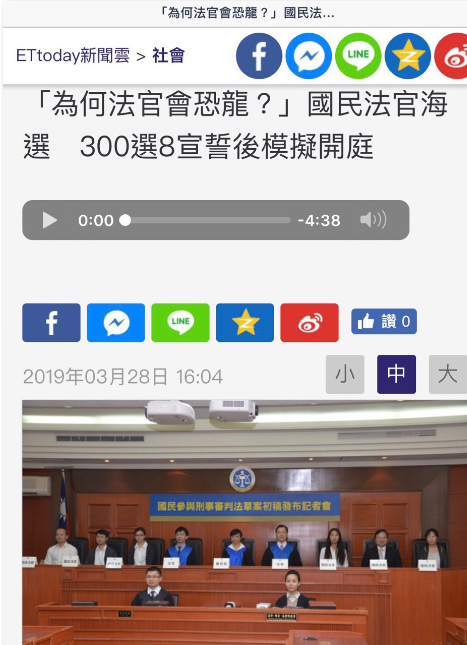 「為何法官會恐龍？」國民法...
ETtoday新聞雲 > 社會
LINE
「為何法官會恐龍？」國民法官海
選　300選8宣誓後模擬開庭
0:00
-4:38
LINE
讚 0
2019年03月28日 16:04
小
中
大
國民參與刑事審判法草案初稿發布記者會